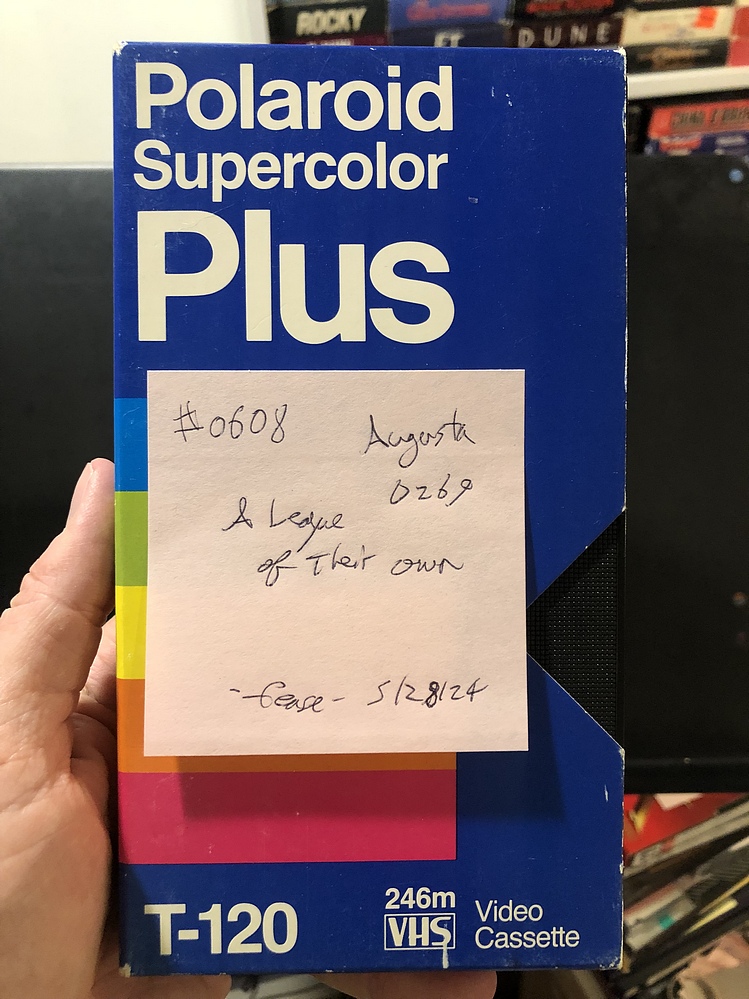 ROCKY
DUNE
Polaroid
Supercolor
Plus
#0608
Augusta
0269
A League
of Their own
5/28/24
T-120
246m
VHS
Video
Cassette